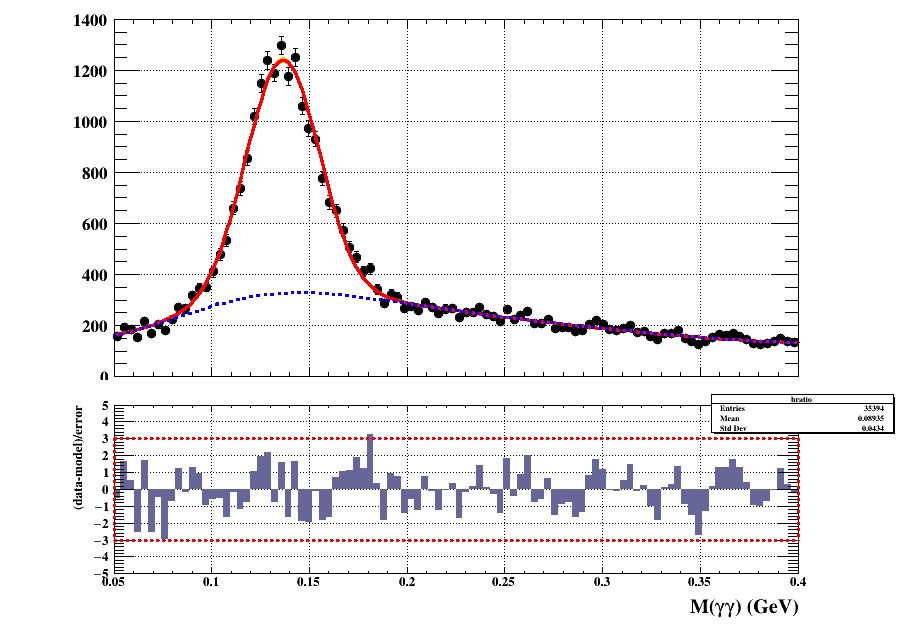 1400
1200
1000
800
600
400
200
0
hratio
Entries 35394
Mean 0.08935
Std Dev 0.0434
(data-model)/error
5
4
3
2
1
0
−1
−2
−3
−4
−5
0.05 0.1 0.15 0.2 0.25 0.3 0.35 0.4
M(γγ) (GeV)